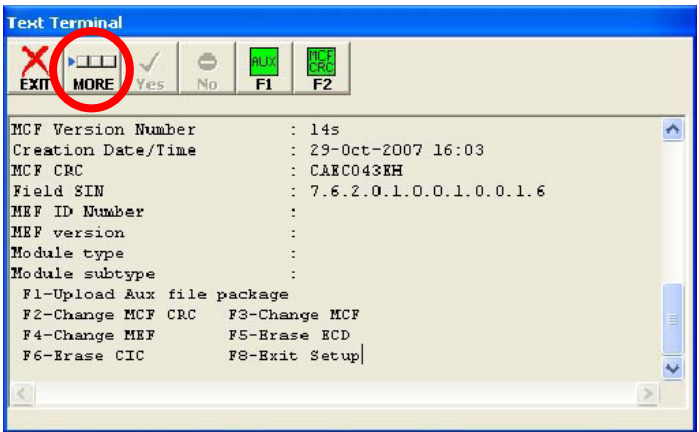 Text Terminal
EXIT MORE Yes No AUX F1 MCF CRC F2
MCF Version Number : 14s
Creation Date/Time : 29-Oct-2007 16:03
MCF CRC : CAEC043EH
Field SIN : 7.6.2.0.1.0.0.1.0.0.1.6
MEF ID Number :
MEF version :
Module type :
Module subtype :
F1-Upload Aux file package
F2-Change MCF CRC F3-Change MCF
F4-Change MEF F5-Erase ECD
F6-Erase CIC F8-Exit Setup